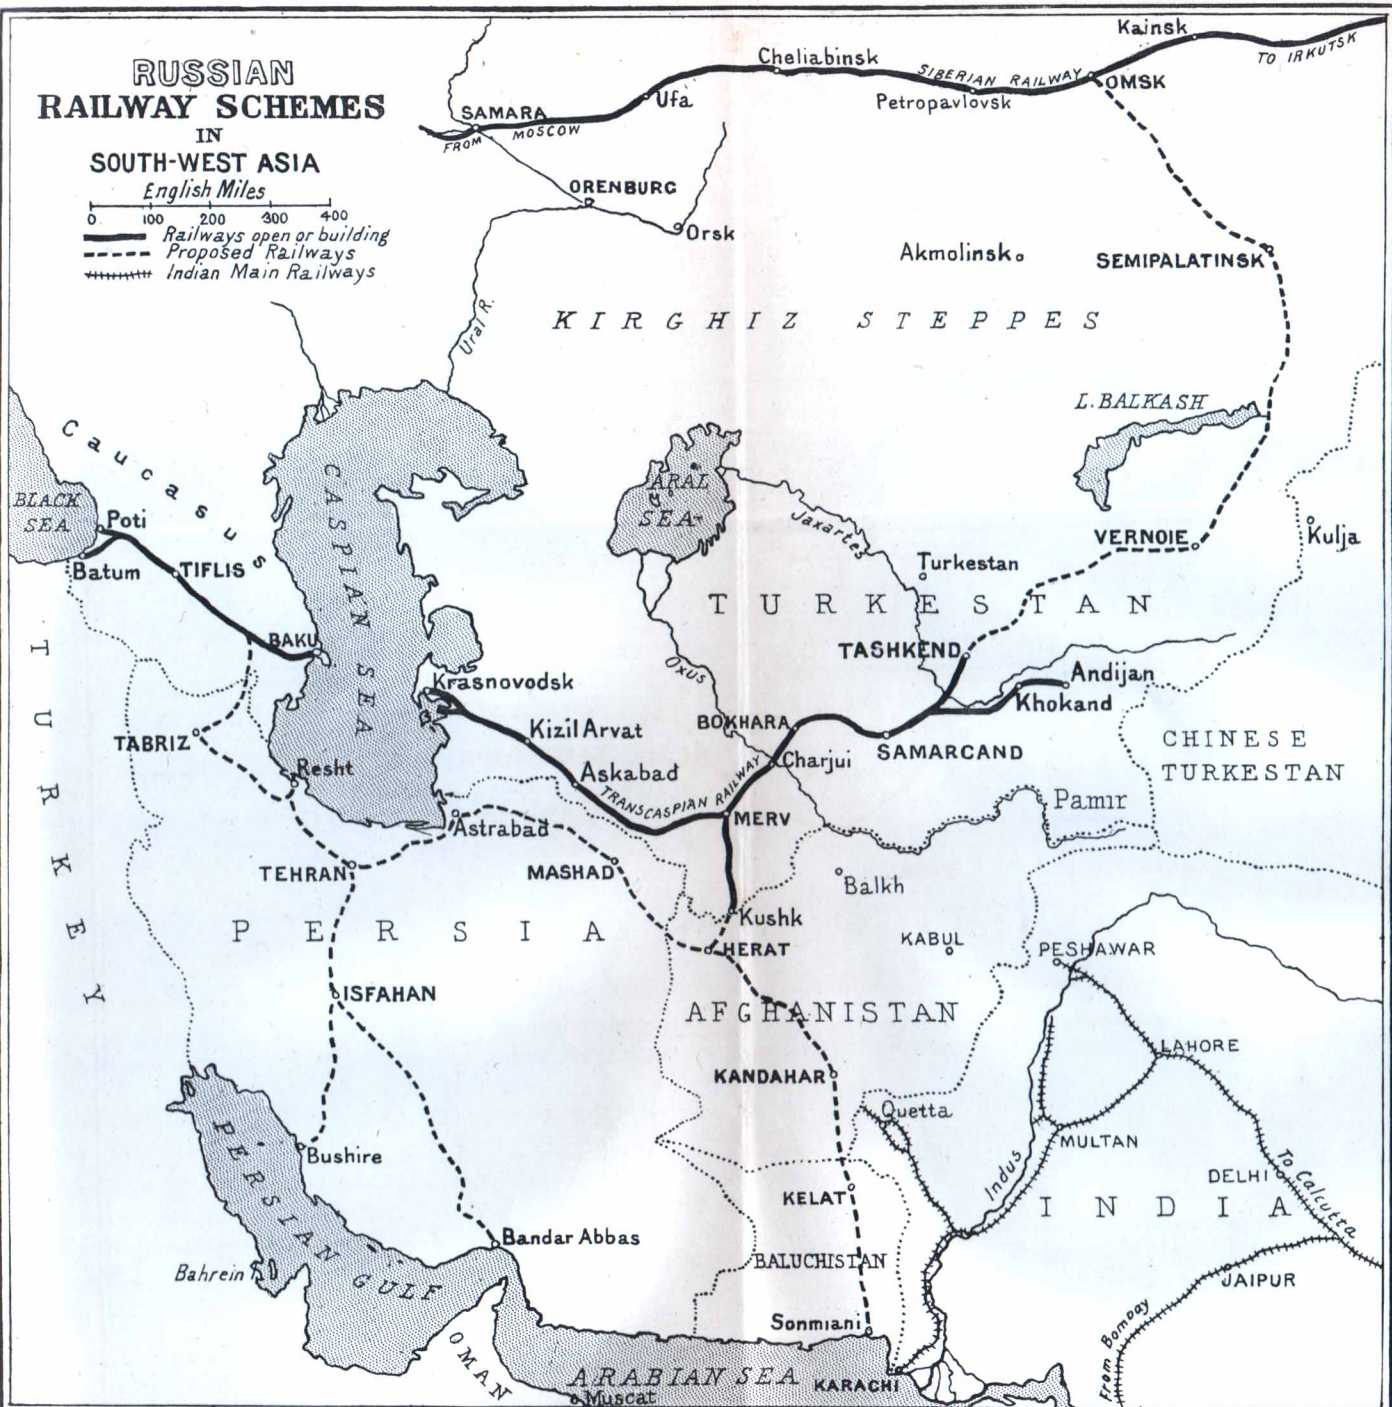 RUSSIAN
RAILWAY SCHEMES
IN
SOUTH-WEST ASIA
English Miles
0 100 200 300 400
Railways open or building
Proposed Railways
Indian Main Railways
Kainsk
TO IRKUTSK
Cheliabinsk
SIBERIAN RAILWAY
OMSK
Petropavlovsk
Ufa
SAMARA
FROM MOSCOW
ORENBURG
Orsk
Akmolinsk
SEMIPALATINSK
Ural R.
KIRGHIZ STEPPES
L. BALKASH
Caucasus
CASPIAN SEA
ARAL
SEA
BLACK
SEA
Poti
Jaxartes
VERNOIE
Kulja
Batum
TIFLIS
Turkestan
TURKESTAN
BAKU
TASHKEND
Oxus
Andijan
Krasnovodsk
Khokand
TURKEY
TABRIZ
Kizil Arvat
BOKHARA
SAMARCAND
CHINESE
TURKESTAN
Resht
Askabad
Charjui
TRANSCASPIAN RAILWAY
Pamir
Astrabad
MERV
TEHRAN
MASHAD
Balkh
PERSIA
Kushk
HERAT
KABUL
PESHAWAR
ISFAHAN
AFGHANISTAN
LAHORE
KANDAHAR
Quetta
MULTAN
PERSIAN GULF
Bushire
Indus
DELHI
To Calcutta
KELAT
INDIA
Bandar Abbas
BALUCHISTAN
Bahrein
JAIPUR
Sonmiani
From Bombay
OMAN
ARABIAN SEA
KARACHI
Muscat